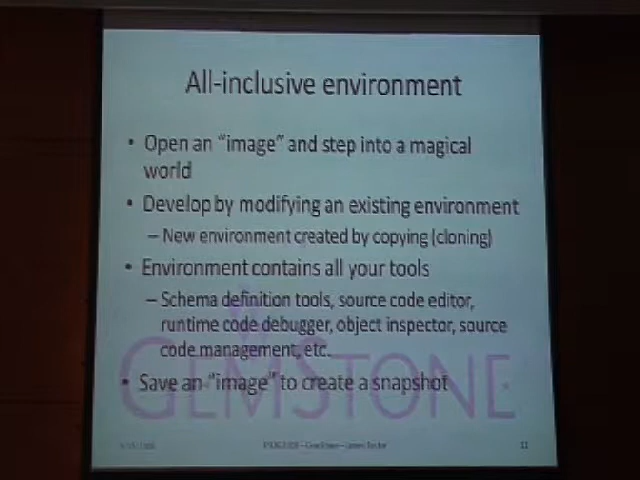 All-inclusive environment
• Open an "image" and step into a magical
world
• Develop by modifying an existing environment
– New environment created by copying (cloning)
• Environment contains all your tools
– Schema definition tools, source code editor,
runtime code debugger, object inspector, source
code management, etc.
• Save an "image" to create a snapshot
GEMSTONE
11